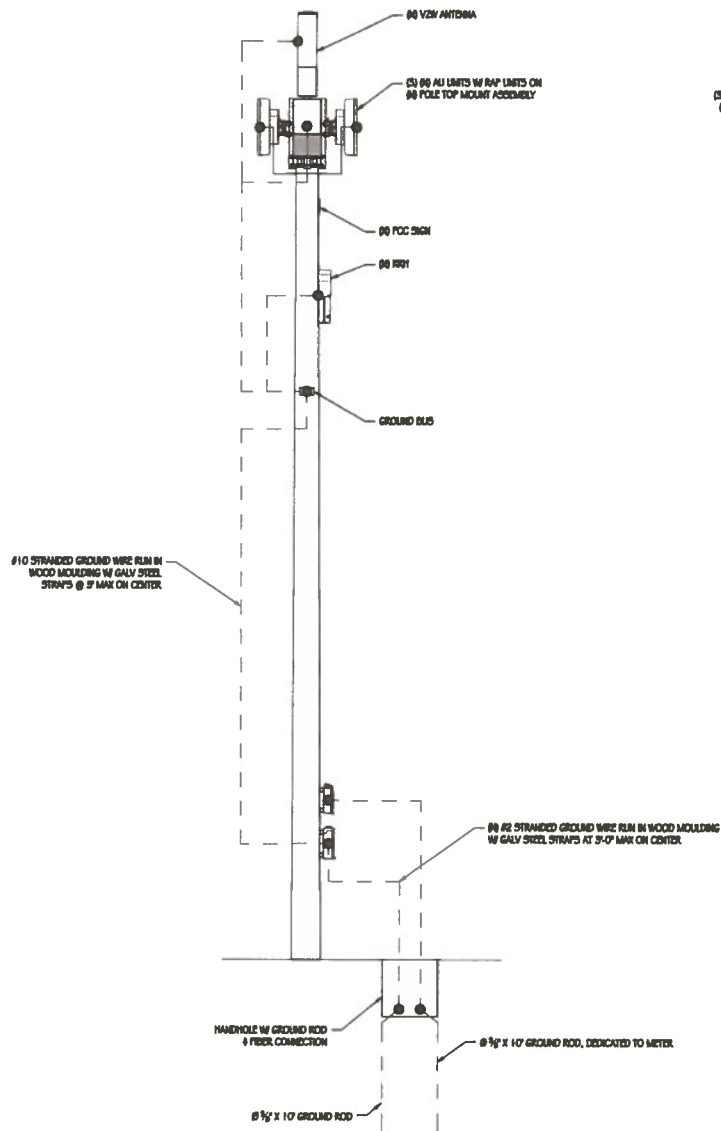 (N) VZW ANTENNA
(3) (N) AU UNITS W/ RAP UNITS ON
(N) POLE TOP MOUNT ASSEMBLY
(N) FCC SIGN
(N) RRH
GROUND BUS
#10 STRANDED GROUND WIRE RUN IN
WOOD MOULDING W/ GALV STEEL
STRAPS @ 3' MAX ON CENTER
(N) #2 STRANDED GROUND WIRE RUN IN WOOD MOULDING
W/ GALV STEEL STRAPS AT 3'-0" MAX ON CENTER
HANDHOLE W/ GROUND ROD
& FIBER CONNECTION
Ø 5/8" X 10' GROUND ROD, DEDICATED TO METER
Ø 5/8" X 10' GROUND ROD